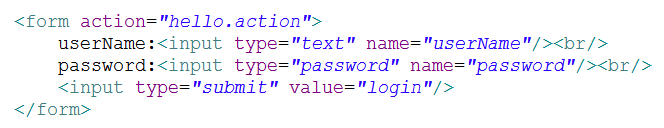 <form action="hello.action">
userName:<input type="text" name="userName"/><br/>
password:<input type="password" name="password"/><br/>
<input type="submit" value="login"/>
</form>